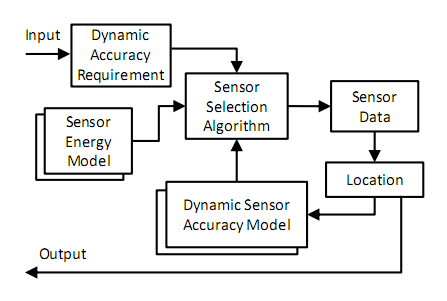 Input
Dynamic
Accuracy
Requirement
Sensor
Selection
Algorithm
Sensor
Data
Sensor
Energy
Model
Location
Dynamic Sensor
Accuracy Model
Output